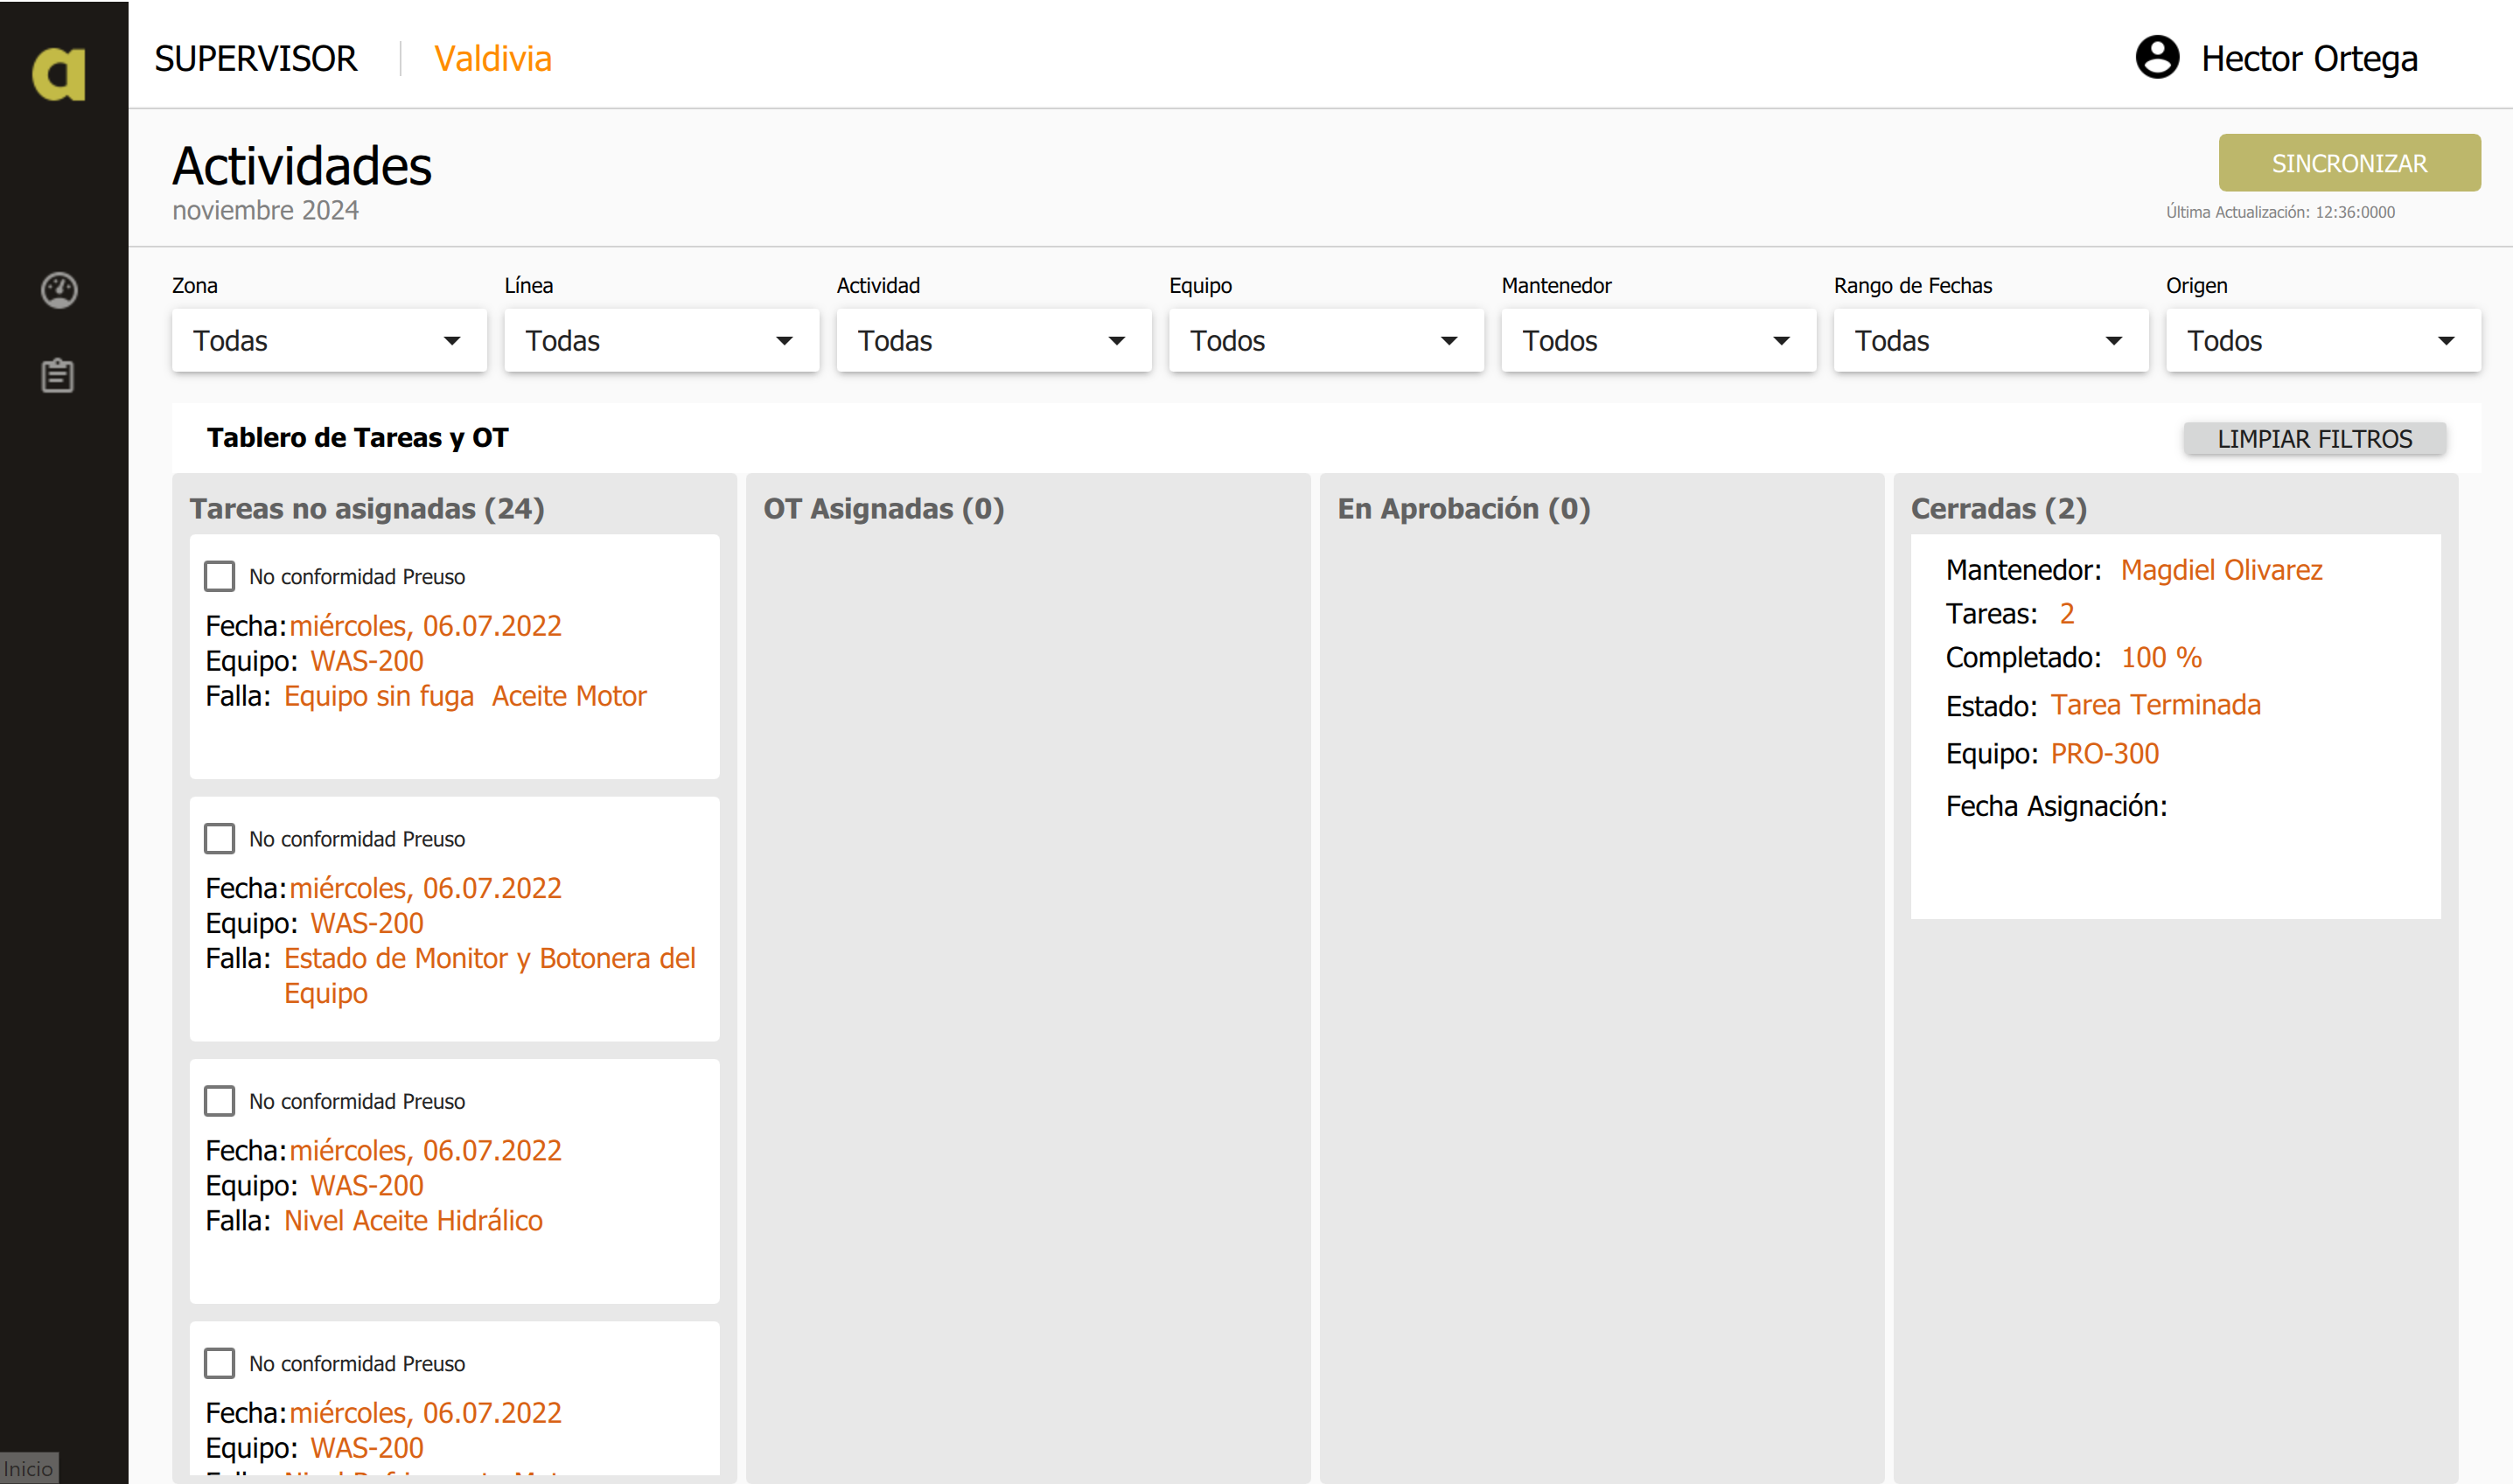 a
SUPERVISOR
Valdivia
Hector Ortega
Actividades
noviembre 2024
SINCRONIZAR
Última Actualización: 12:36:0000
Zona
Línea
Actividad
Equipo
Mantenedor
Rango de Fechas
Origen
Todas
Todas
Todas
Todos
Todos
Todas
Todos
Tablero de Tareas y OT
LIMPIAR FILTROS
Tareas no asignadas (24)
No conformidad Preuso
Fecha: miércoles, 06.07.2022
Equipo: WAS-200
Falla: Equipo sin fuga Aceite Motor
No conformidad Preuso
Fecha: miércoles, 06.07.2022
Equipo: WAS-200
Falla: Estado de Monitor y Botonera del
Equipo
No conformidad Preuso
Fecha: miércoles, 06.07.2022
Equipo: WAS-200
Falla: Nivel Aceite Hidrálico
No conformidad Preuso
Fecha: miércoles, 06.07.2022
Equipo: WAS-200
OT Asignadas (0)
En Aprobación (0)
Cerradas (2)
Mantenedor: Magdiel Olivarez
Tareas: 2
Completado: 100 %
Estado: Tarea Terminada
Equipo: PRO-300
Fecha Asignación:
Inicio